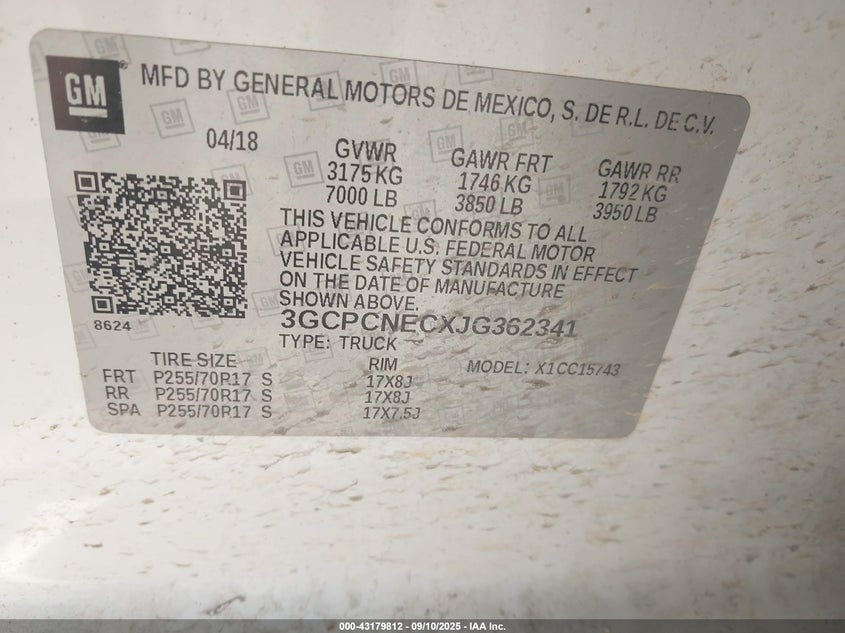 GM
MFD BY GENERAL MOTORS DE MEXICO, S. DE R.L. DE C.V.
04/18
GVWR GAWR FRT GAWR RR
3175 KG 1746 KG 1792 KG
7000 LB 3850 LB 3950 LB
THIS VEHICLE CONFORMS TO ALL
APPLICABLE U.S. FEDERAL MOTOR
VEHICLE SAFETY STANDARDS IN EFFECT
ON THE DATE OF MANUFACTURE
SHOWN ABOVE.
8624
3GCPCNECXJG362341
TYPE: TRUCK
MODEL: X1CC15743
TIRE SIZE RIM
FRT P255/70R17 S 17X8J
RR P255/70R17 S 17X8J
SPA P255/70R17 S 17X7.5J
000-43179812 - 09/10/2025 - IAA Inc.